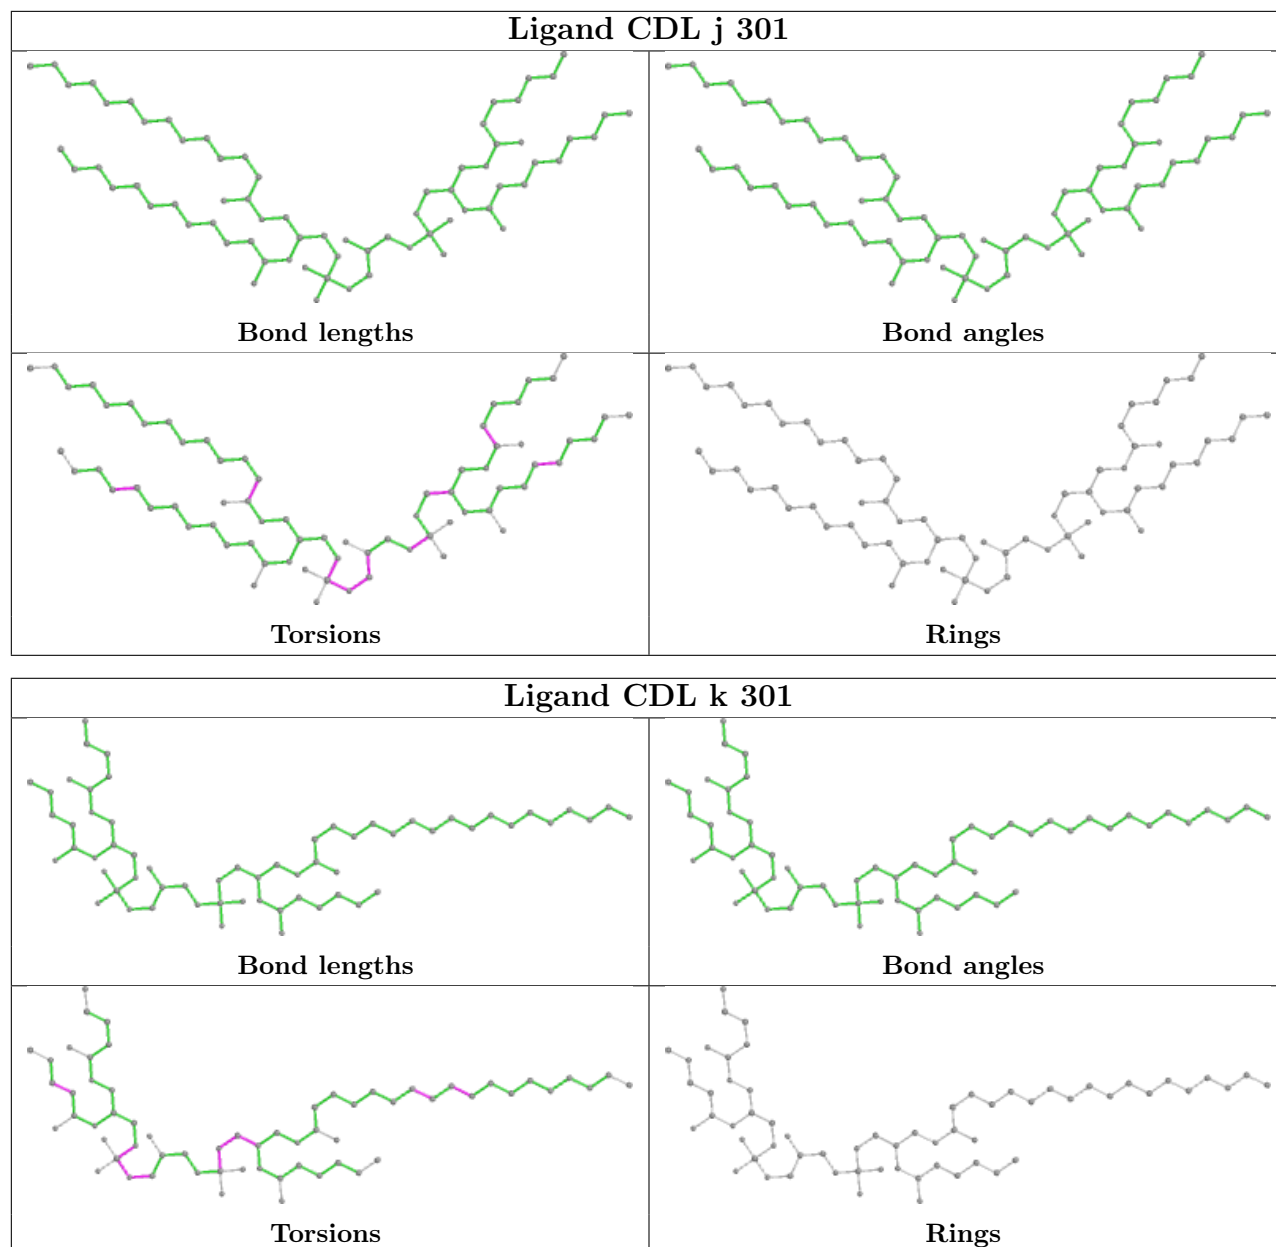 Ligand CDL j 301
Bond lengths
Bond angles
Torsions
Rings
Ligand CDL k 301
Bond lengths
Bond angles
Torsions
Rings